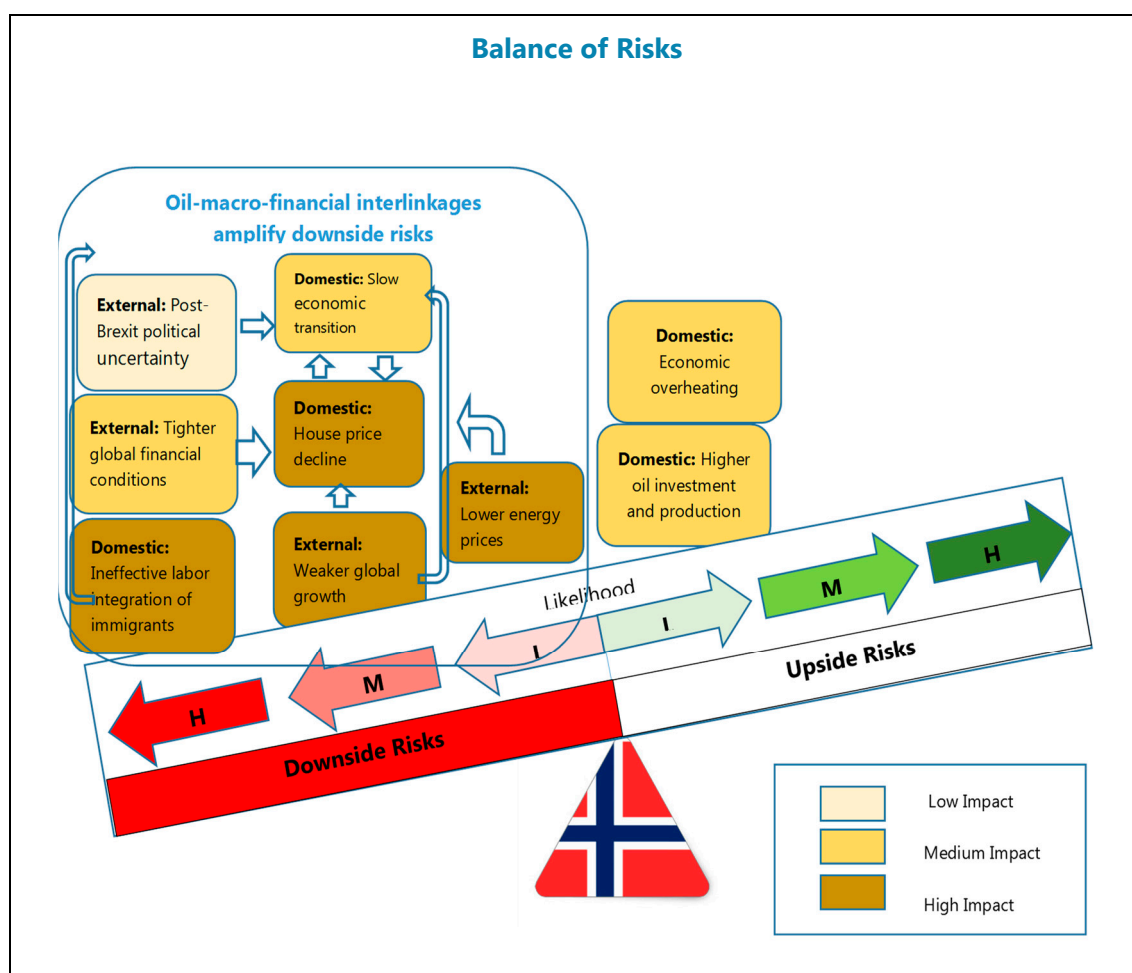 Balance of Risks
Oil-macro-financial interlinkages
amplify downside risks
External: Post-
Brexit political
uncertainty
Domestic: Slow
economic
transition
External: Tighter
global financial
conditions
Domestic:
House price
decline
Domestic:
Ineffective labor
integration of
immigrants
External:
Weaker global
growth
External:
Lower energy
prices
Domestic:
Economic
overheating
Domestic: Higher
oil investment
and production
Likelihood
H
M
L
L
M
H
Downside Risks
Upside Risks
Low Impact
Medium Impact
High Impact